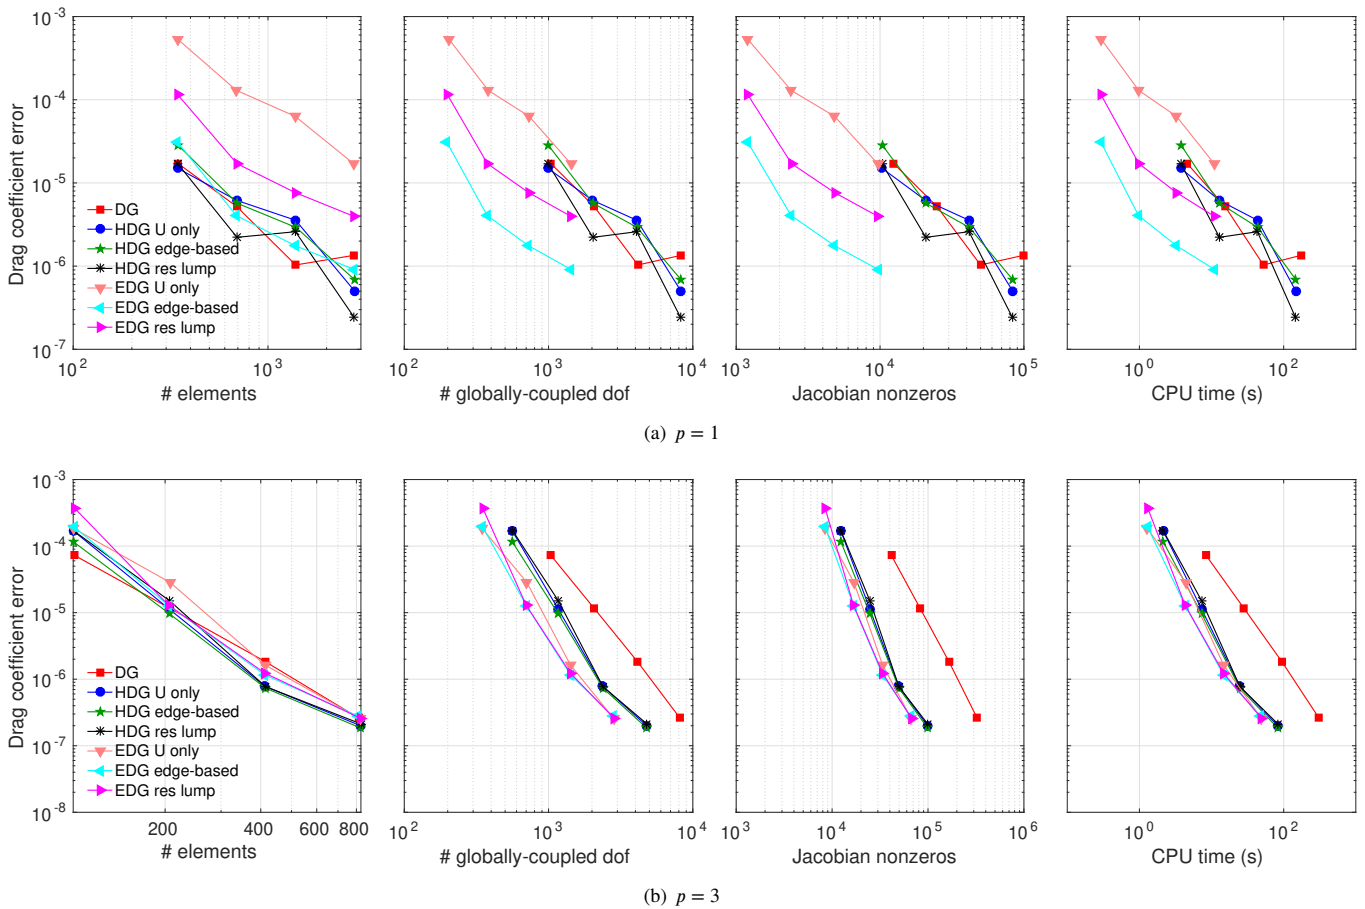 10^-3
10^-4
10^-5
10^-6
10^-7
Drag coefficient error
DG
HDG U only
HDG edge-based
HDG res lump
EDG U only
EDG edge-based
EDG res lump
10^2 10^3
# elements
10^2 10^3 10^4
# globally-coupled dof
10^3 10^4 10^5
Jacobian nonzeros
10^0 10^2
CPU time (s)
(a) p = 1
10^-3
10^-4
10^-5
10^-6
10^-7
10^-8
Drag coefficient error
DG
HDG U only
HDG edge-based
HDG res lump
EDG U only
EDG edge-based
EDG res lump
200 400 600 800
# elements
10^2 10^3 10^4
# globally-coupled dof
10^3 10^4 10^5 10^6
Jacobian nonzeros
10^0 10^2
CPU time (s)
(b) p = 3